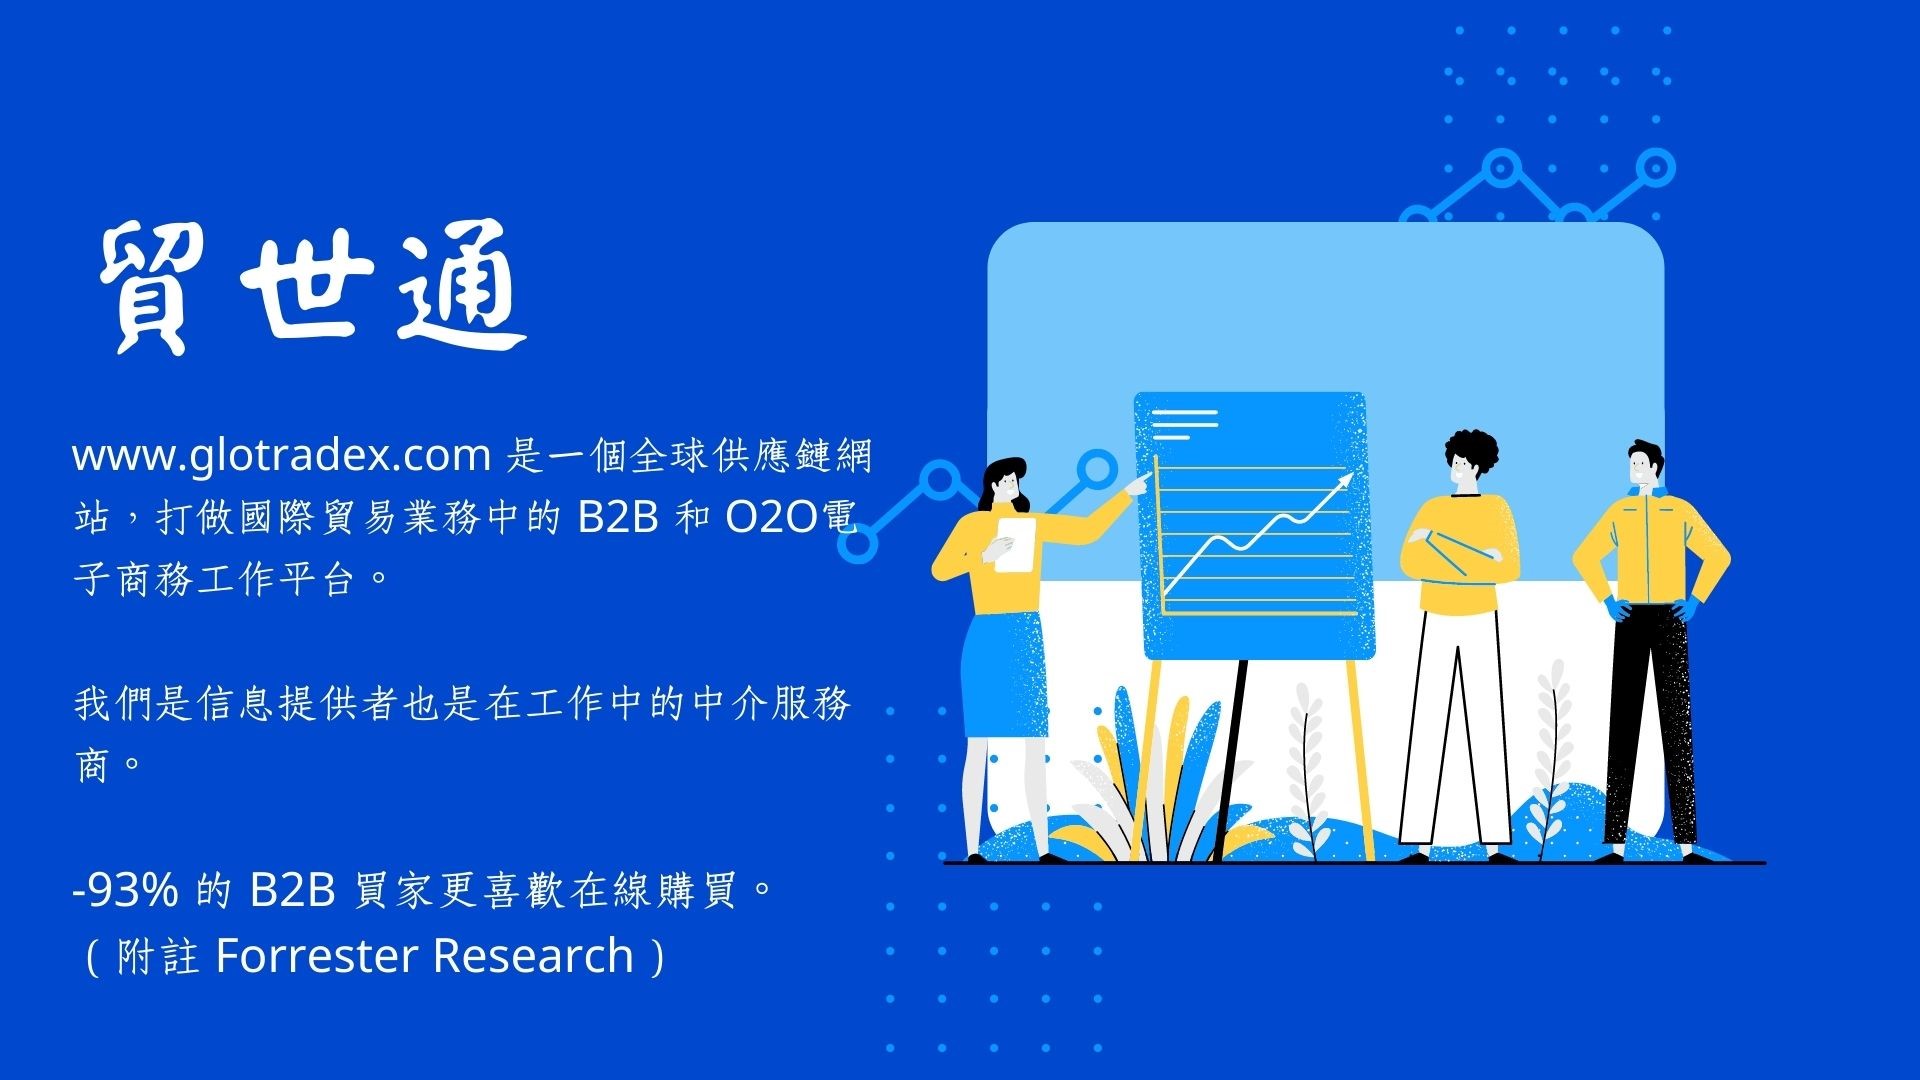 貿世通
www.glotradex.com 是一個全球供應鏈網
站，打做國際貿易業務中的 B2B 和 O2O電
子商務工作平台。
我們是信息提供者也是在工作中的中介服務
商。
-93% 的 B2B 買家更喜歡在線購買。
（附註 Forrester Research）